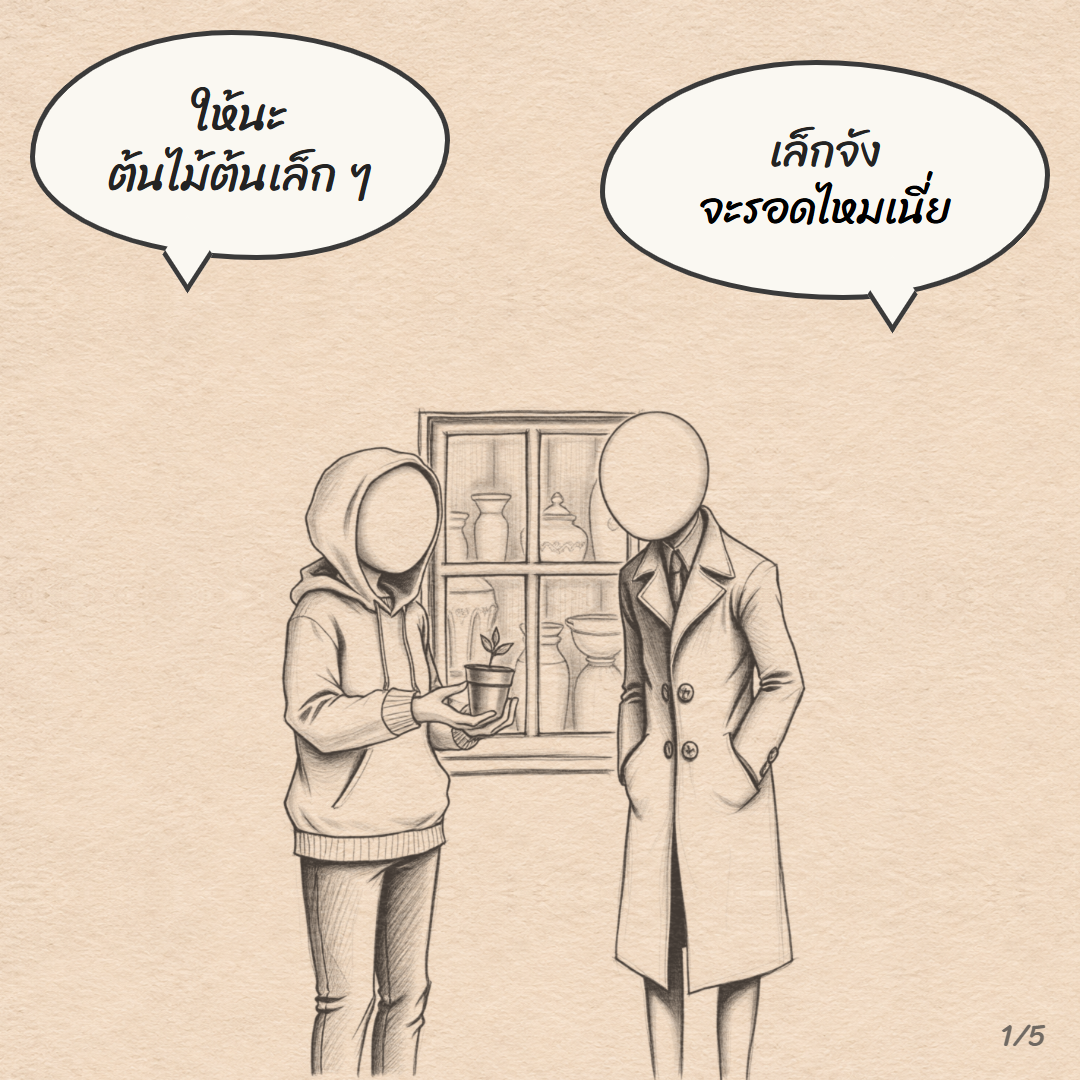 ให้นะ
ต้นไม้ต้นเล็ก ๆ
เล็กจัง
จะรอดไหมเนี่ย
1/5